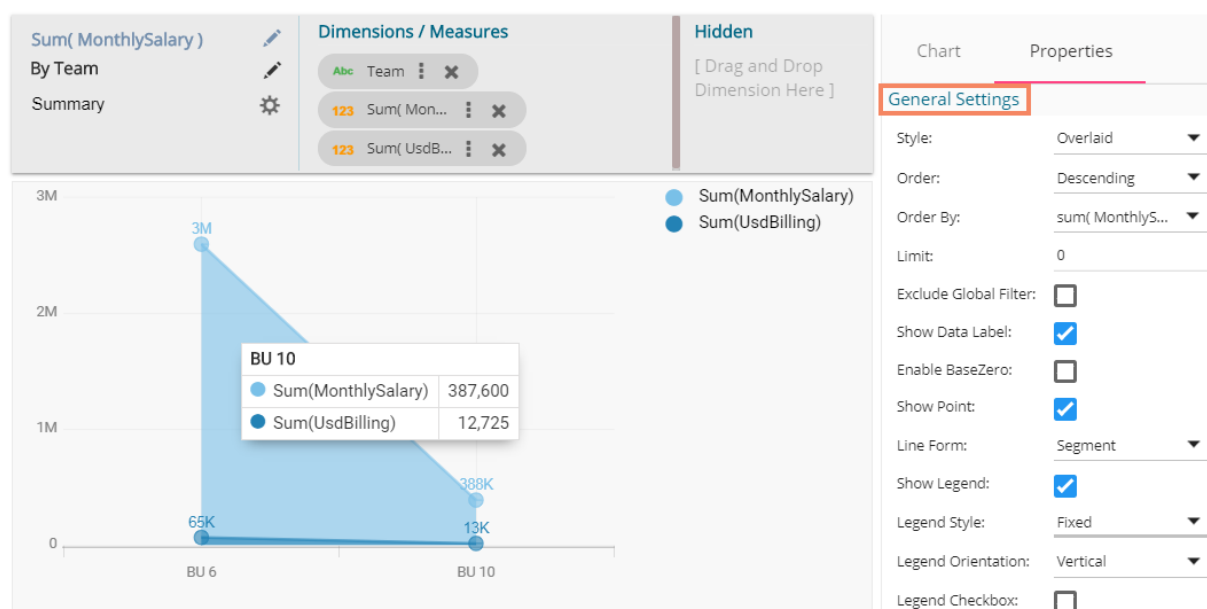 Sum( MonthlySalary )
By Team
Summary
Dimensions / Measures
Abc Team
123 Sum( Mon...
123 Sum( UsdB...
Hidden
[ Drag and Drop
Dimension Here ]
3M
2M
1M
0
3M
388K
65K
13K
BU 6
BU 10
BU 10
Sum(MonthlySalary) 387,600
Sum(UsdBilling) 12,725
Sum(MonthlySalary)
Sum(UsdBilling)
Chart Properties
General Settings
Style: Overlaid
Order: Descending
Order By: sum( MonthlyS...
Limit: 0
Exclude Global Filter:
Show Data Label:
Enable BaseZero:
Show Point:
Line Form: Segment
Show Legend:
Legend Style: Fixed
Legend Orientation: Vertical
Legend Checkbox: